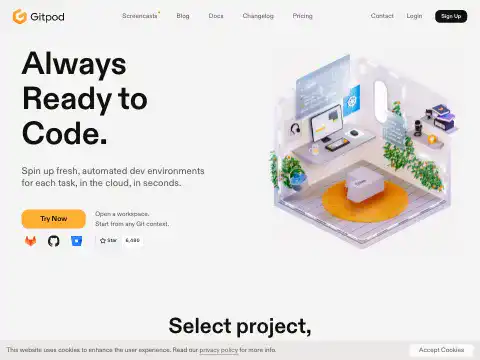 Gitpod
Screencasts
Blog
Docs
Changelog
Pricing
Contact
Login
Sign Up
Always
Ready to
Code.
Spin up fresh, automated dev environments
for each task, in the cloud, in seconds.
Try Now
Open a workspace.
Start from any Git context.
Star
6,480
Select project,
This website uses cookies to enhance the user experience. Read our privacy policy for more info.
Accept Cookies